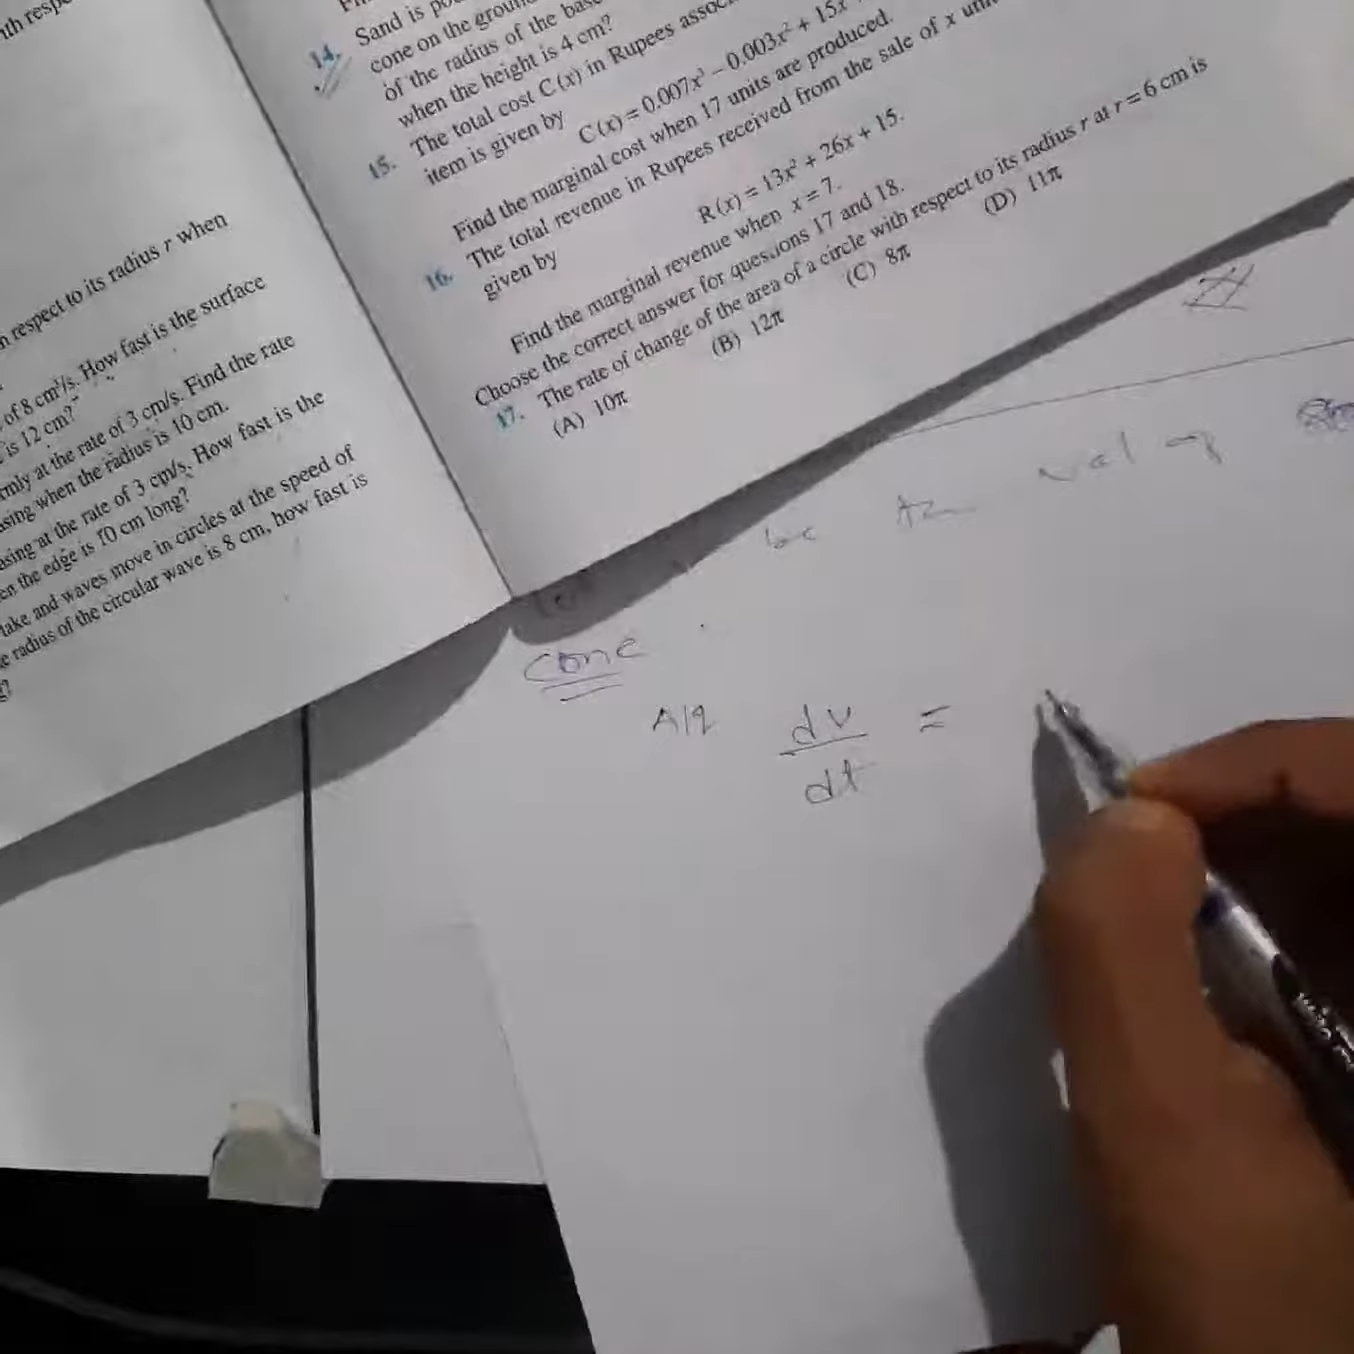 respect to its radius r when
of 8 cm³/s. How fast is the surface
is 12 cm?
at the rate of 3 cm/s. Find the rate
when the radius is 10 cm.
at the rate of 3 cm/s. How fast is the
the edge is 10 cm long?
lake and waves move in circles at the speed of
radius of the circular wave is 8 cm, how fast is
14. Sand is
cone on the ground
of the radius of the base
when the height is 4 cm?
15. The total cost C (x) in Rupees
item is given by
C (x) = 0.007x³ – 0.003x² + 15x
Find the marginal cost when 17 units are produced.
16. The total revenue in Rupees received from the sale of x
given by
R (x) = 13x² + 26x + 15.
Find the marginal revenue when x = 7.
Choose the correct answer for questions 17 and 18.
17. The rate of change of the area of a circle with respect to its radius r at r = 6 cm is
(A) 10π (B) 12π (C) 8π (D) 11π
be
cone
A/q dv/dt =